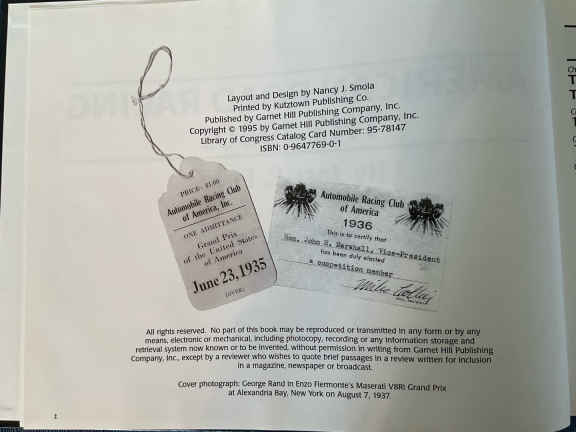 Layout and Design by Nancy J. Smola
Printed by Kutztown Publishing Co.
Published by Garnet Hill Publishing Company, Inc.
Copyright © 1995 by Garnet Hill Publishing Company, Inc.
Library of Congress Catalog Card Number: 95-78147
ISBN: 0-9647769-0-1
PRICE - $1.00
Automobile Racing Club
of America, Inc.
ONE ADMITTANCE
Grand Prix
of the United States
of America
June 23, 1935
(OVER)
Automobile Racing Club
of America
1936
This is to certify that
Hon. John S. Marshall, Vice-President
has been duly elected
a competition member
All rights reserved. No part of this book may be reproduced or transmitted in any form or by any
means, electronic or mechanical, including photocopy, recording or any information storage and
retrieval system now known or to be invented, without permission in writing from Garnet Hill Publishing
Company, Inc., except by a reviewer who wishes to quote brief passages in a review written for inclusion
in a magazine, newspaper or broadcast.
Cover photograph: George Rand in Enzo Fiermonte's Maserati V8RI Grand Prix
at Alexandria Bay, New York on August 7, 1937